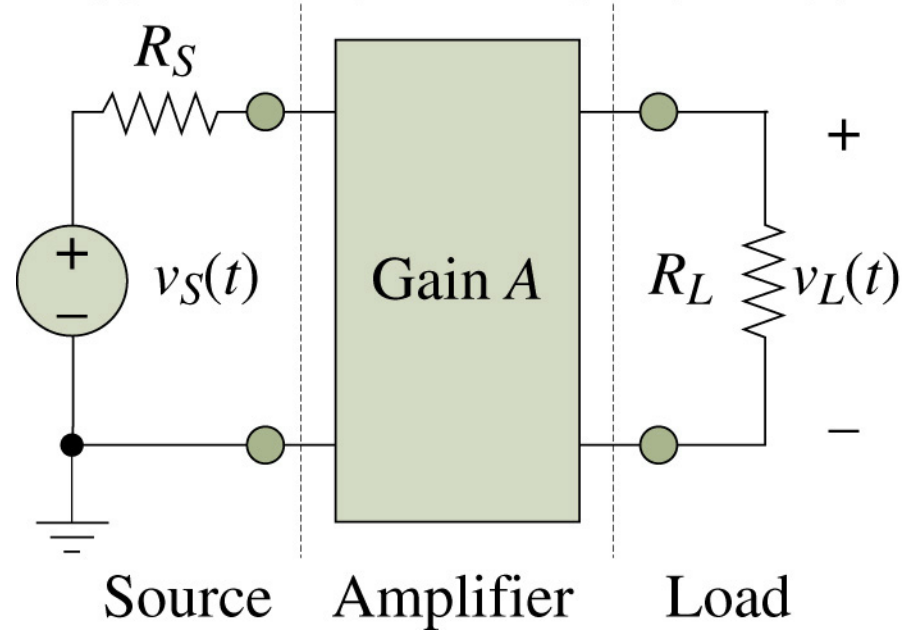 R_S
+
−
v_S(t)
Gain A
R_L
v_L(t)
+
−
Source
Amplifier
Load